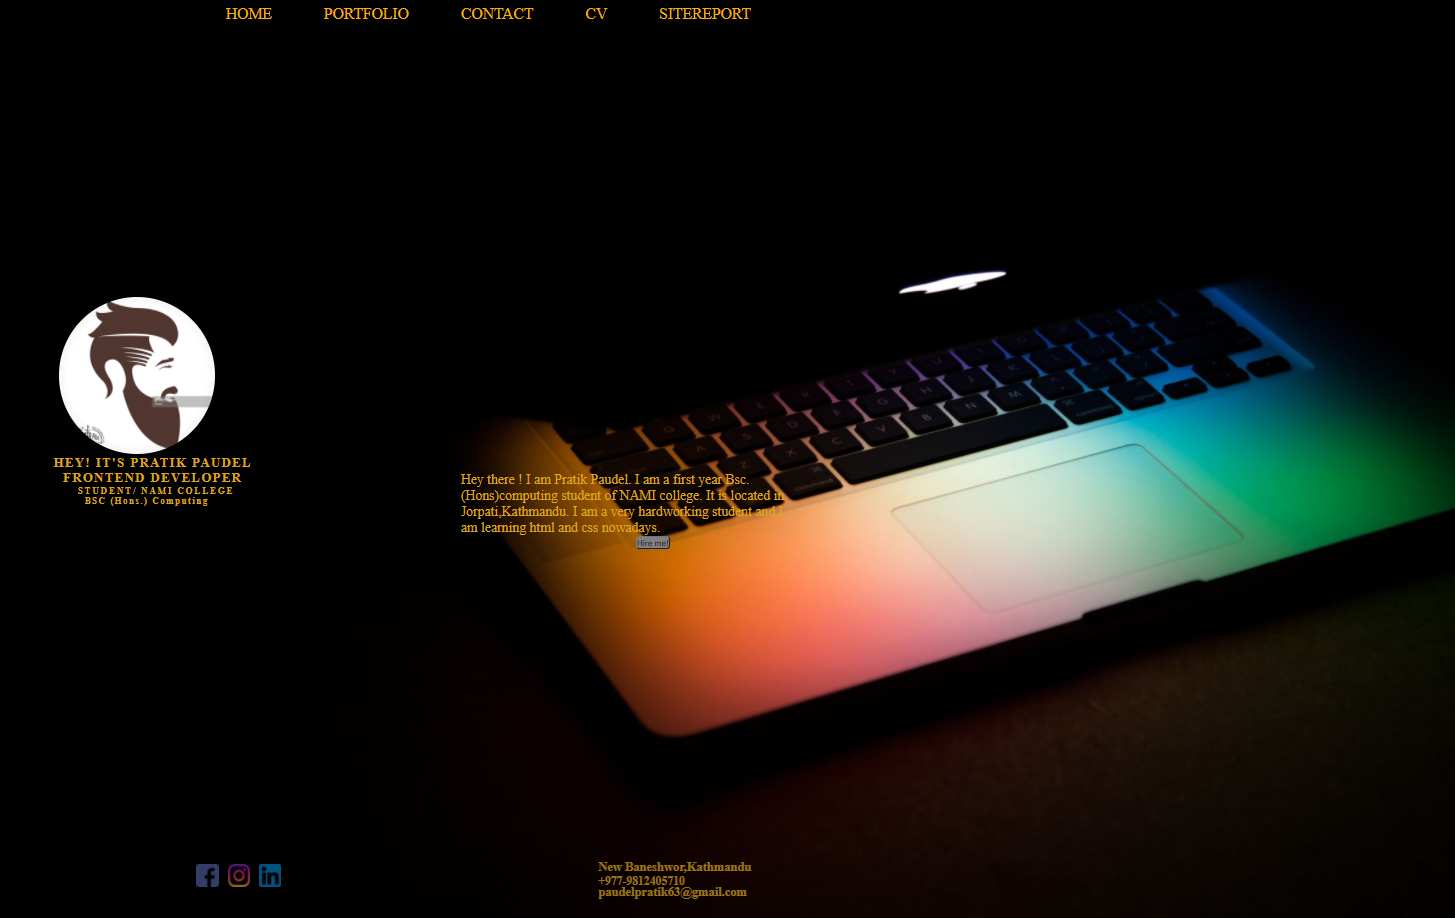 HOME PORTFOLIO CONTACT CV SITEREPORT
HEY! IT'S PRATIK PAUDEL
FRONTEND DEVELOPER
STUDENT/ NAMI COLLEGE
BSC (Hons.) Computing
Hey there ! I am Pratik Paudel. I am a first year Bsc.
(Hons)computing student of NAMI college. It is located in
Jorpati,Kathmandu. I am a very hardworking student and I
am learning html and css nowadays.
Hire me!
New Baneshwor,Kathmandu
+977-9812405710
paudelpratik63@gmail.com